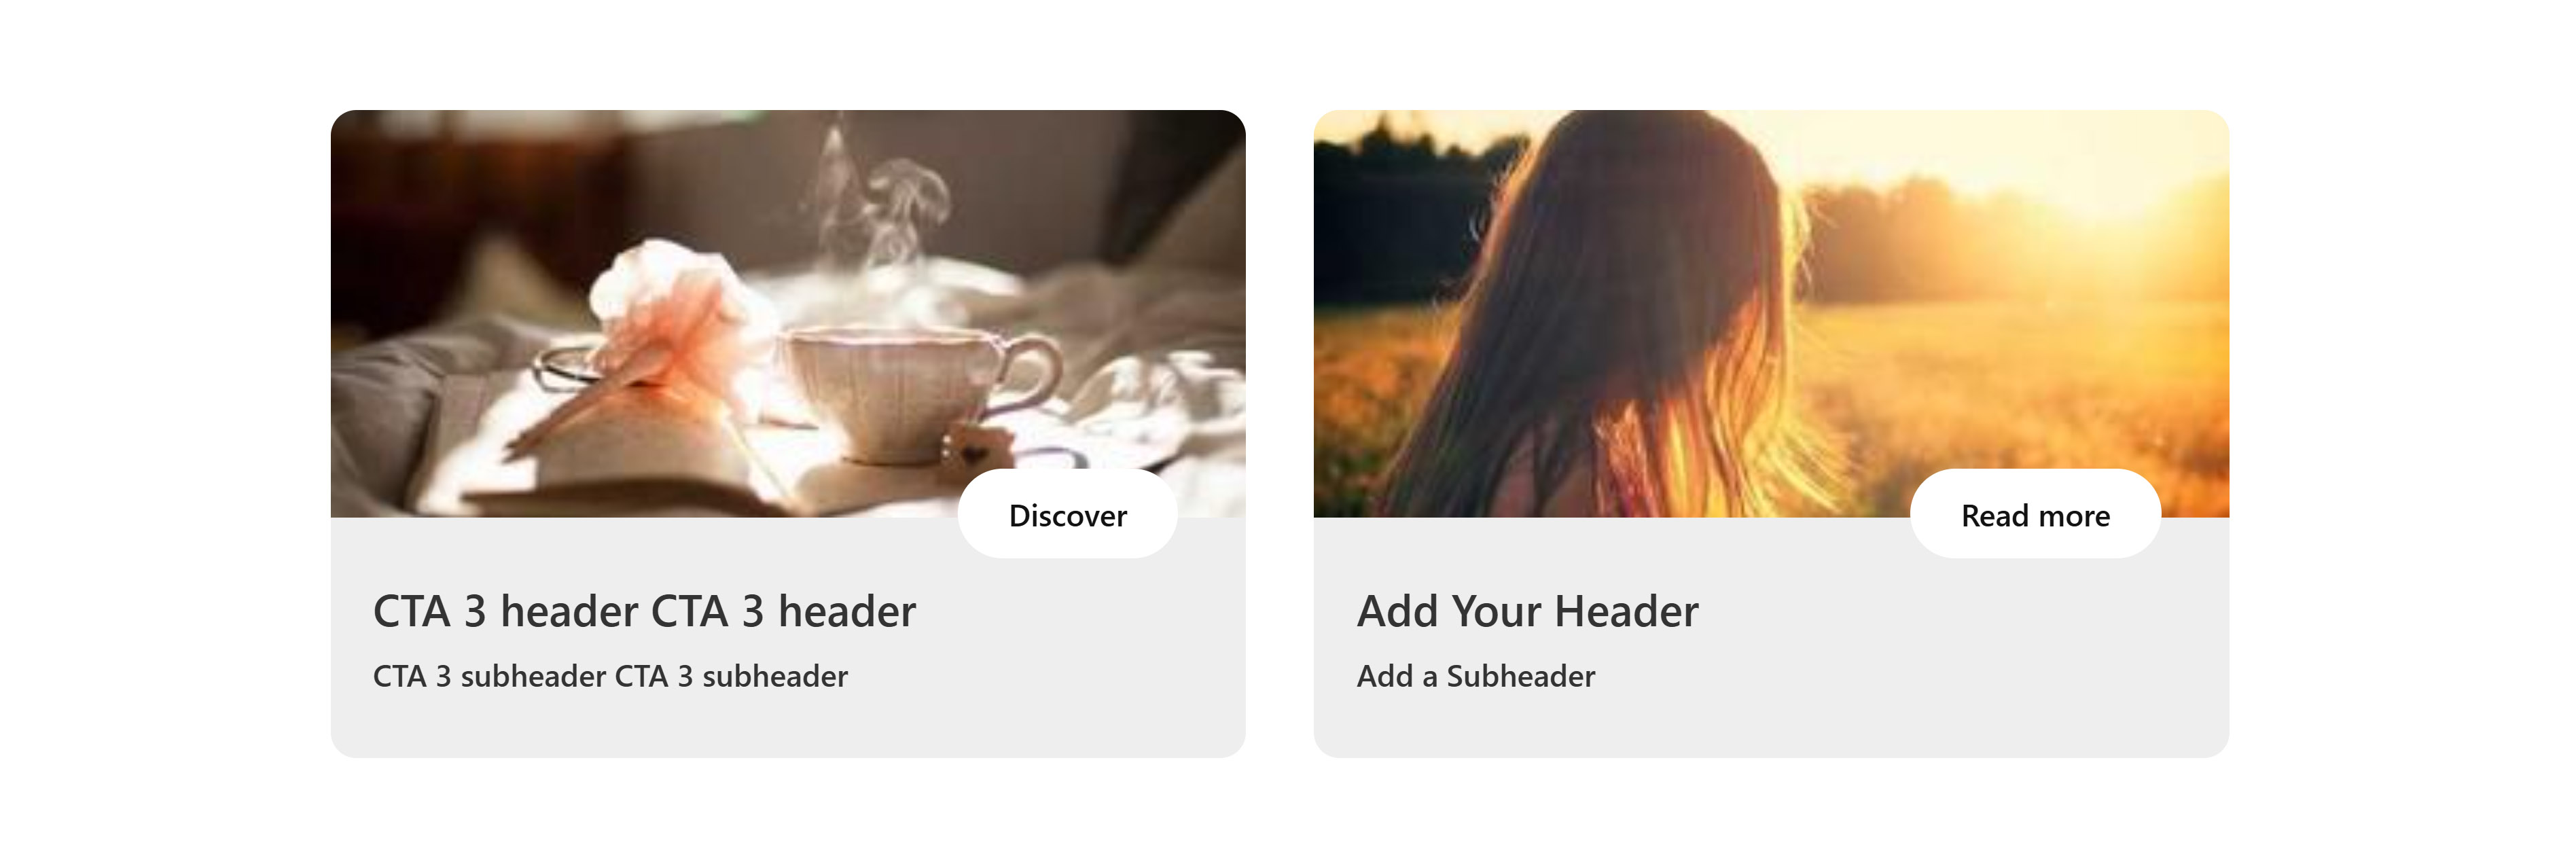 Discover
CTA 3 header CTA 3 header
CTA 3 subheader CTA 3 subheader
Read more
Add Your Header
Add a Subheader